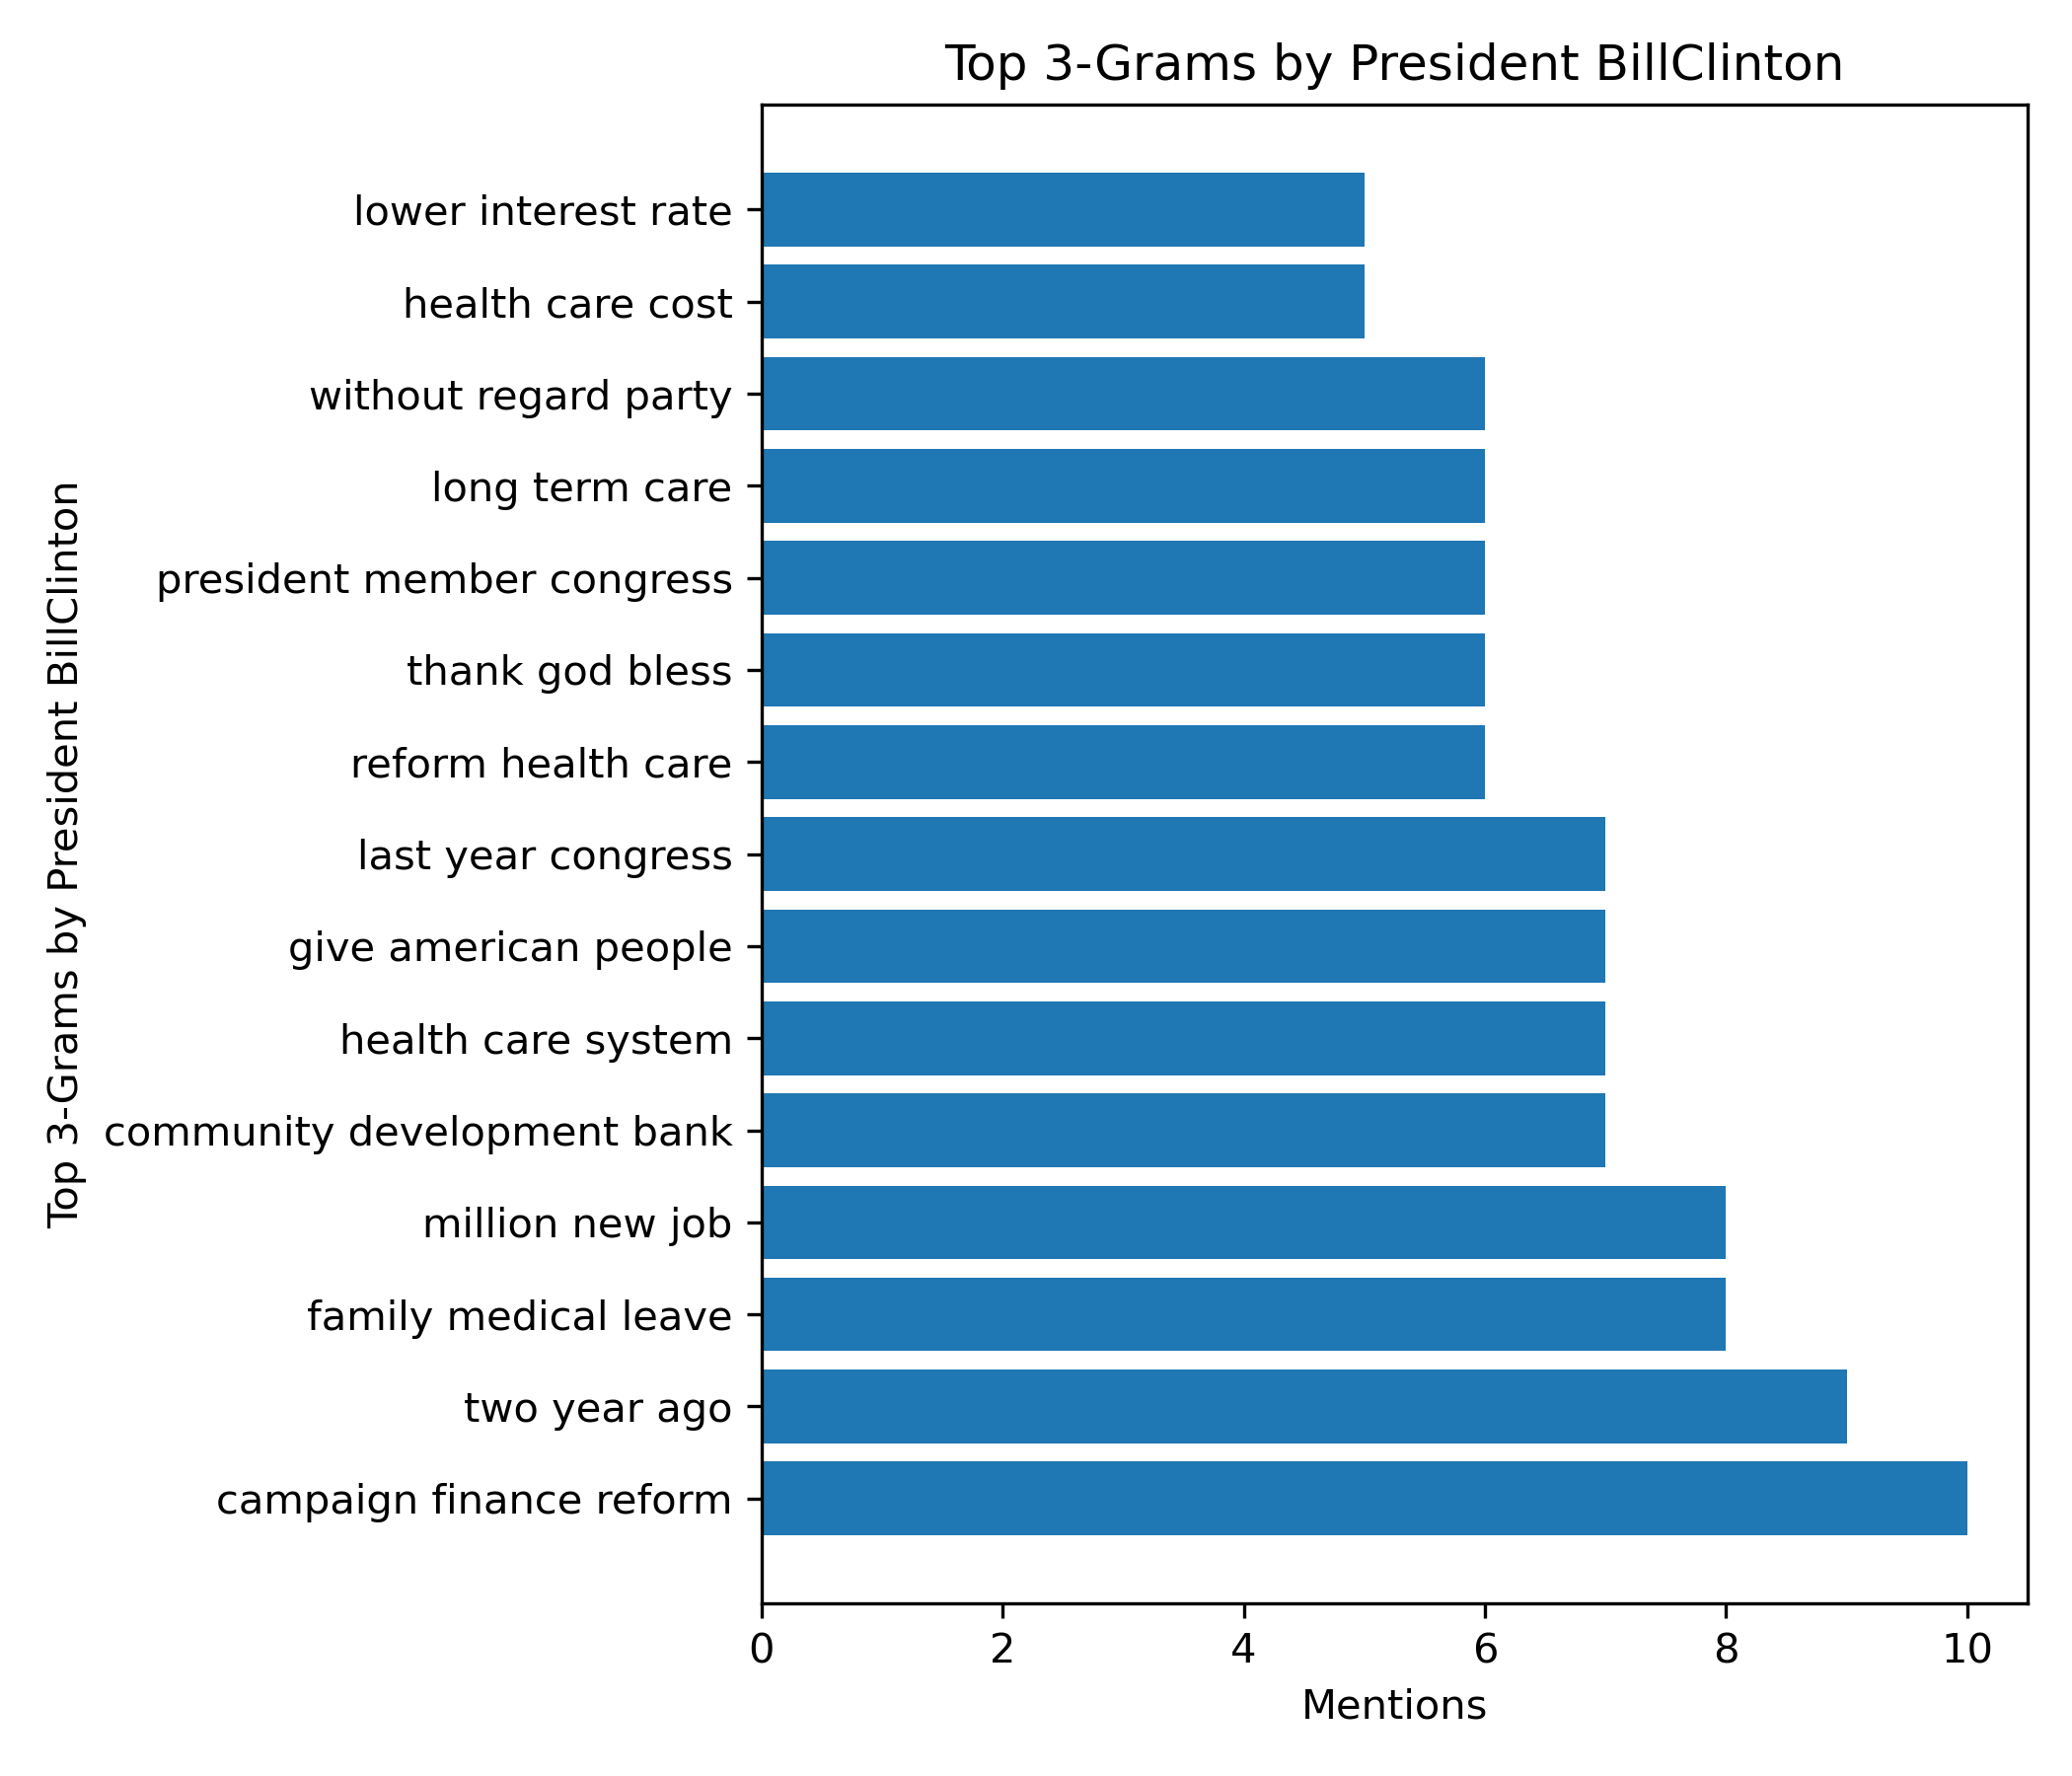 Top 3-Grams by President BillClinton
Top 3-Grams by President BillClinton
lower interest rate
health care cost
without regard party
long term care
president member congress
thank god bless
reform health care
last year congress
give american people
health care system
community development bank
million new job
family medical leave
two year ago
campaign finance reform
0 2 4 6 8 10
Mentions